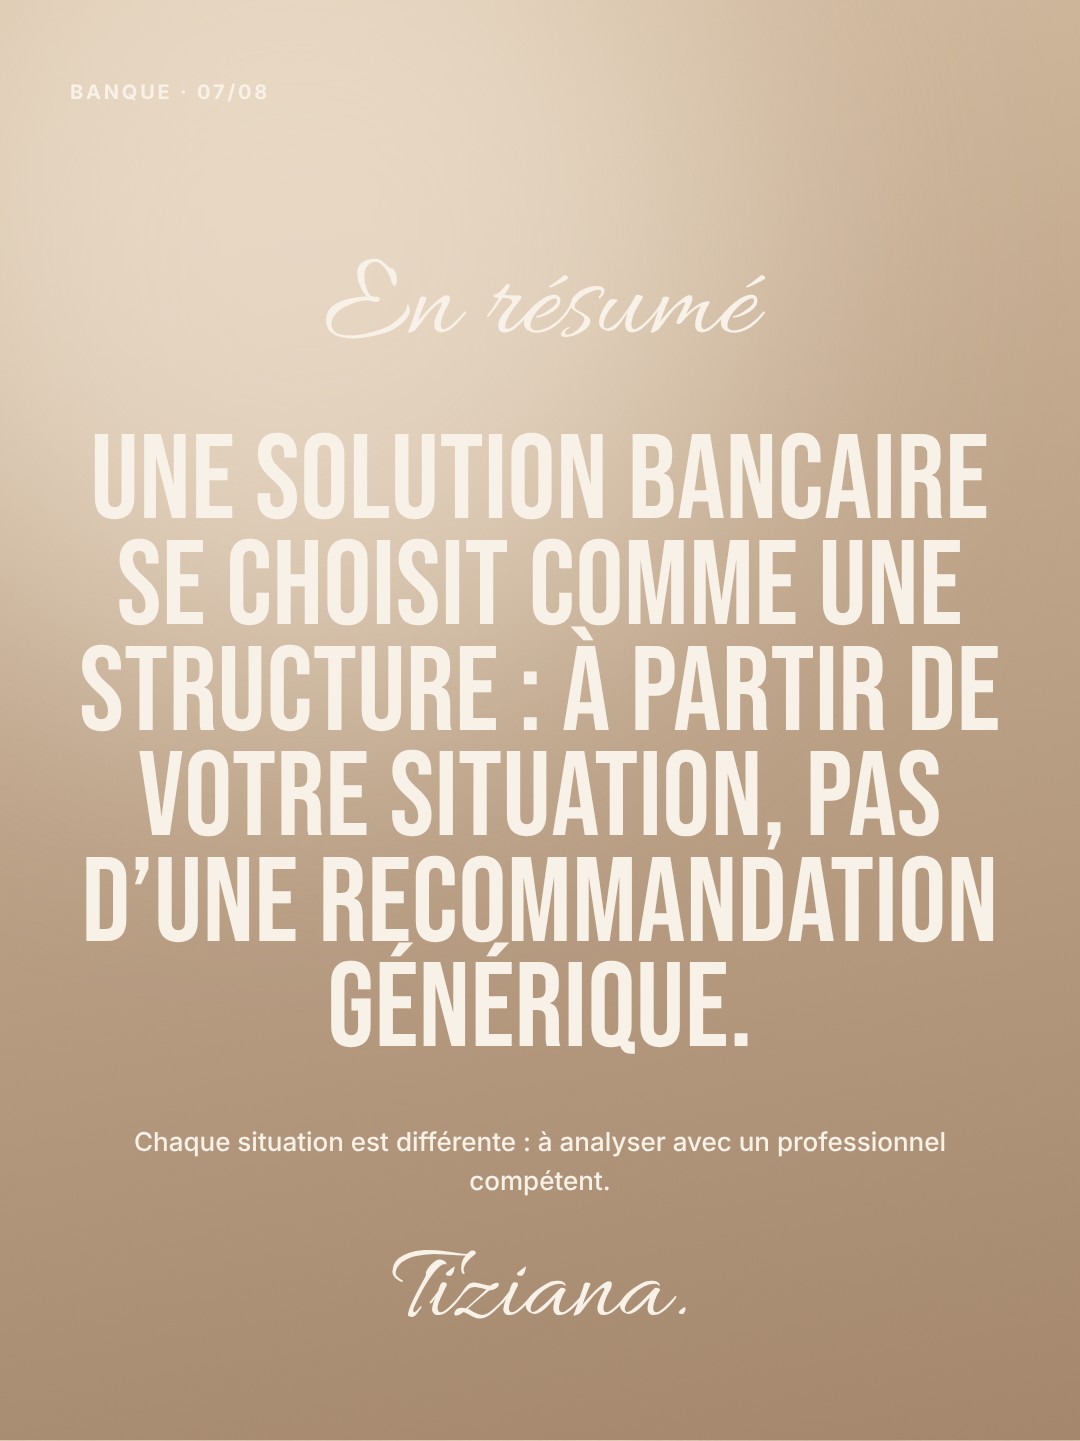 BANQUE · 07/08
En résumé
UNE SOLUTION BANCAIRE
SE CHOISIT COMME UNE
STRUCTURE : À PARTIR DE
VOTRE SITUATION, PAS
D’UNE RECOMMANDATION
GÉNÉRIQUE.
Chaque situation est différente : à analyser avec un professionnel
compétent.
Tiziana.